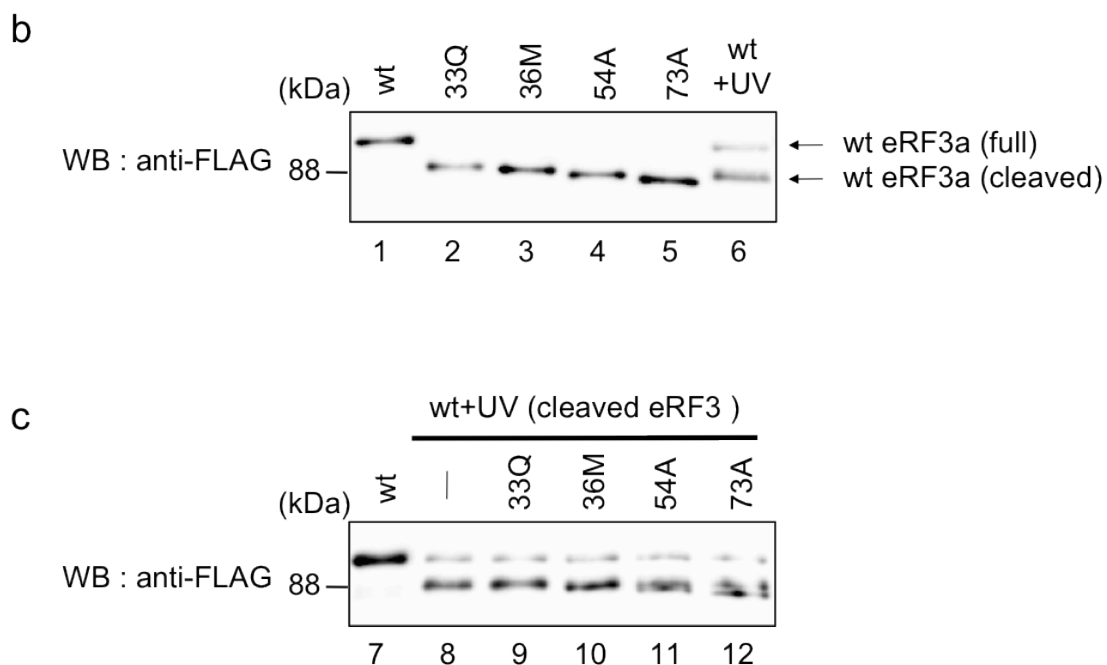 b
(kDa) wt 33Q 36M 54A 73A wt +UV
WB : anti-FLAG 88
wt eRF3a (full)
wt eRF3a (cleaved)
1 2 3 4 5 6
c
wt+UV (cleaved eRF3 )
(kDa) wt — 33Q 36M 54A 73A
WB : anti-FLAG 88
7 8 9 10 11 12